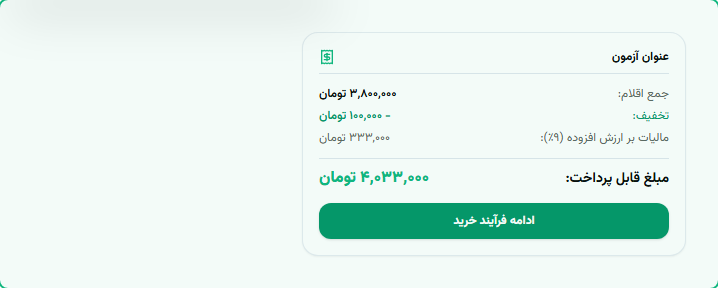 عنوان آزمون
جمع اقلام: ۳,۸۰۰,۰۰۰ تومان
تخفیف: - ۱۰۰,۰۰۰ تومان
مالیات بر ارزش افزوده (۹٪): ۳۳۳,۰۰۰ تومان
مبلغ قابل پرداخت: ۴,۰۳۳,۰۰۰ تومان
ادامه فرآیند خرید